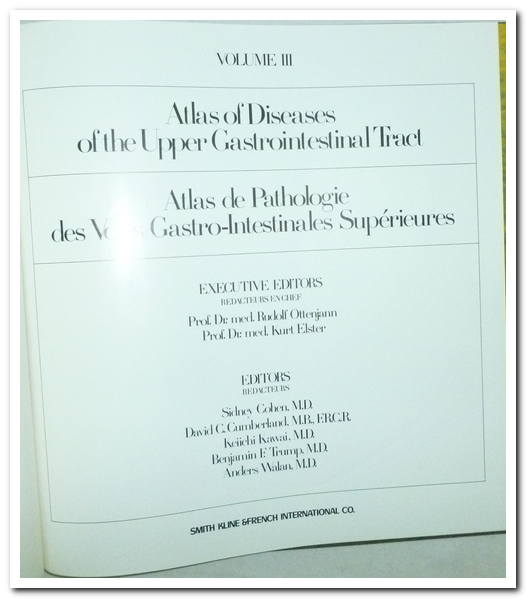 VOLUME III
Atlas of Diseases
of the Upper Gastrointestinal Tract
Atlas de Pathologie
des Gastro-Intestinales Supérieures
EXECUTIVE EDITORS
REDACTEURS EN CHEF
Prof. Dr. med. Rudolf Ottenjann
Prof. Dr. med. Kurt Elster
EDITORS
REDACTEURS
Sidney Cohen, M.D.
David C. Cumberland, M.B., F.R.C.R.
Keiichi Kawai, M.D.
Benjamin F. Trump, M.D.
Anders Walan, M.D.
SMITH KLINE & FRENCH INTERNATIONAL CO.